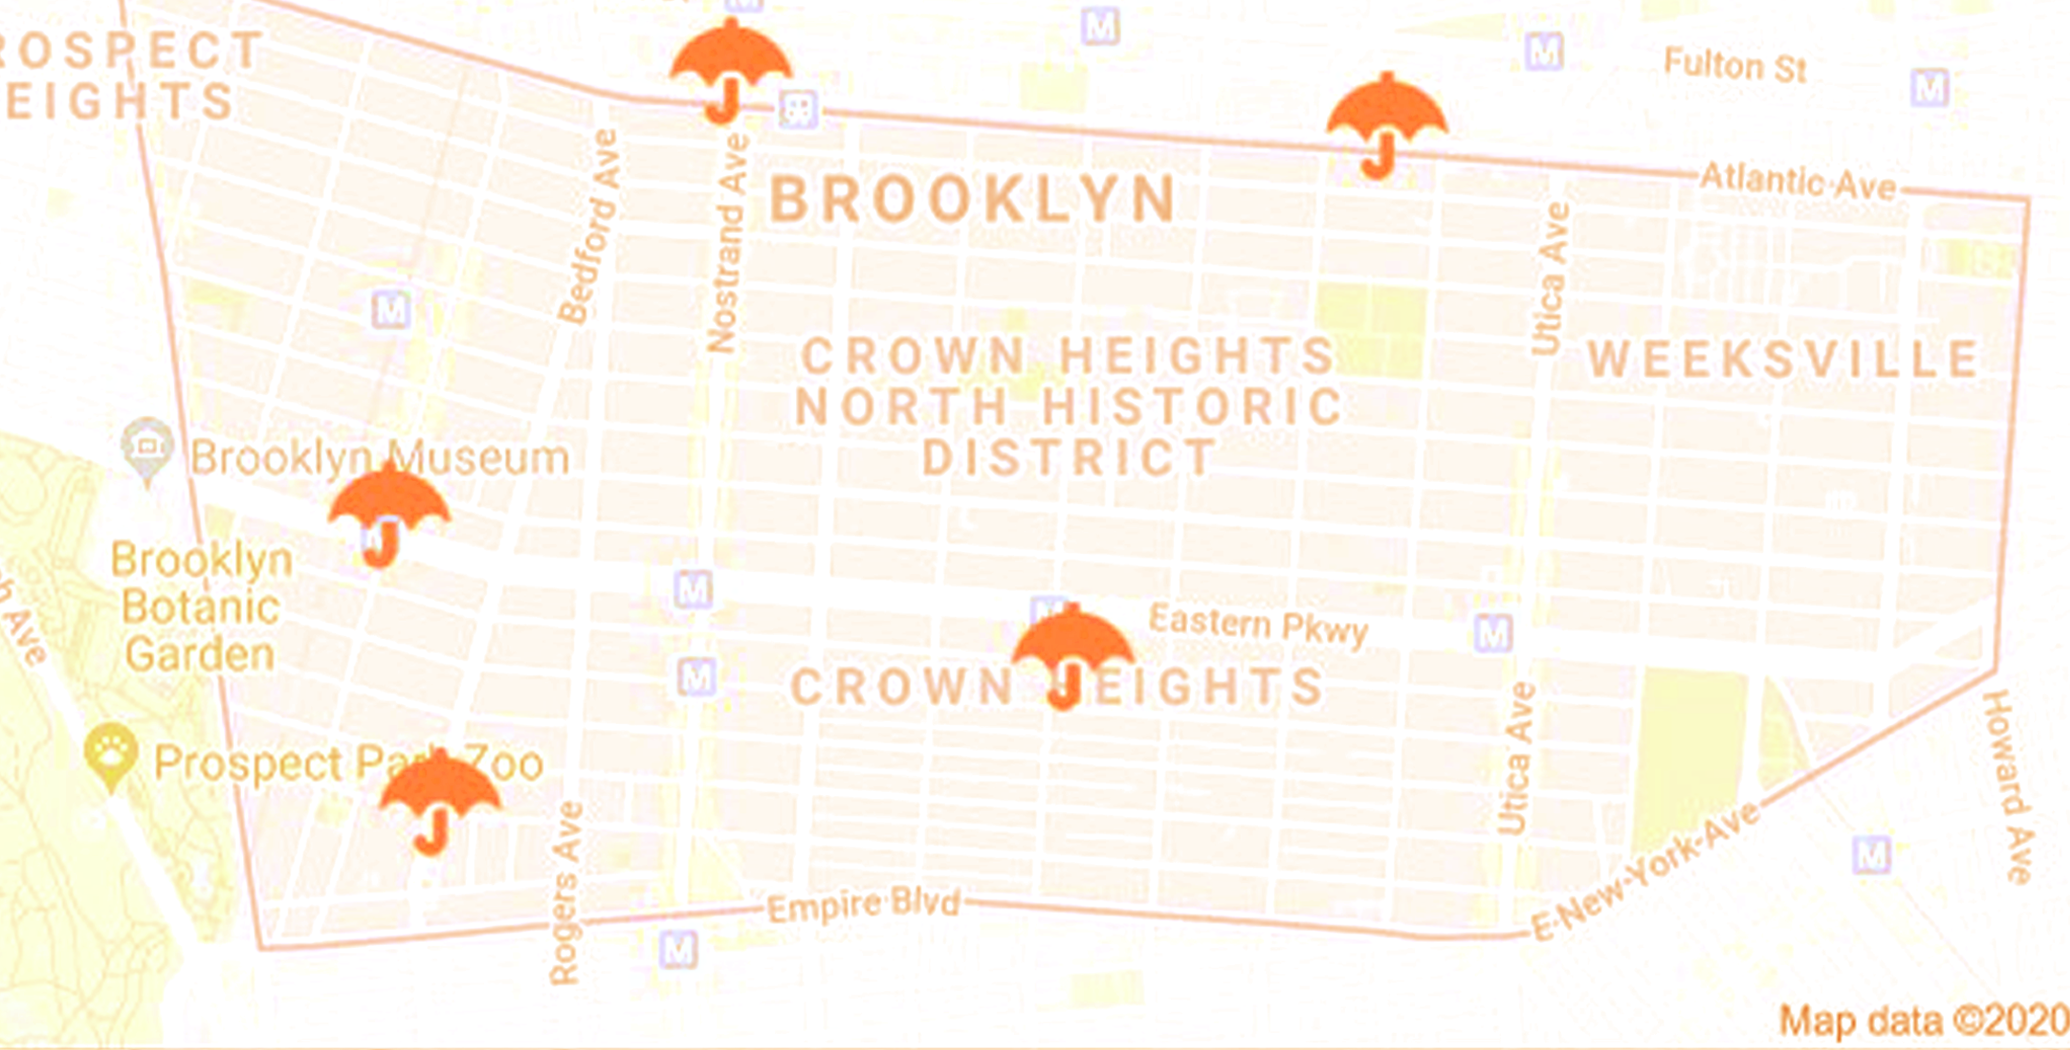 ROSPECT
EIGHTS
M
M
M
M
Fulton St
Atlantic Ave
Bedford Ave
Nostrand Ave
BROOKLYN
Utica Ave
M
CROWN HEIGHTS
NORTH HISTORIC
DISTRICT
WEEKSVILLE
Brooklyn Museum
Brooklyn
Botanic
Garden
M
M
Eastern Pkwy
M
M
CROWN HEIGHTS
h Ave
Prospect Park Zoo
Utica Ave
Howard Ave
Rogers Ave
Empire Blvd
E New York Ave
M
M
Map data ©2020